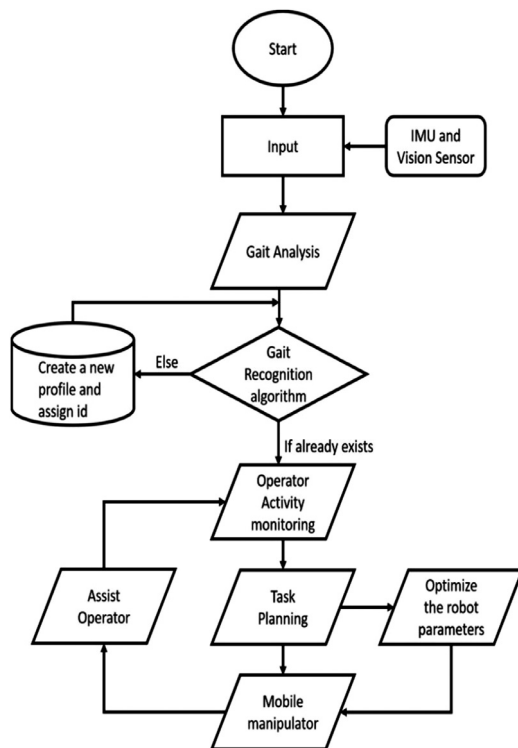 Start
Input
IMU and
Vision Sensor
Gait Analysis
Create a new
profile and
assign id
Else
Gait
Recognition
algorithm
If already exists
Operator
Activity
monitoring
Assist
Operator
Task
Planning
Optimize
the robot
parameters
Mobile
manipulator